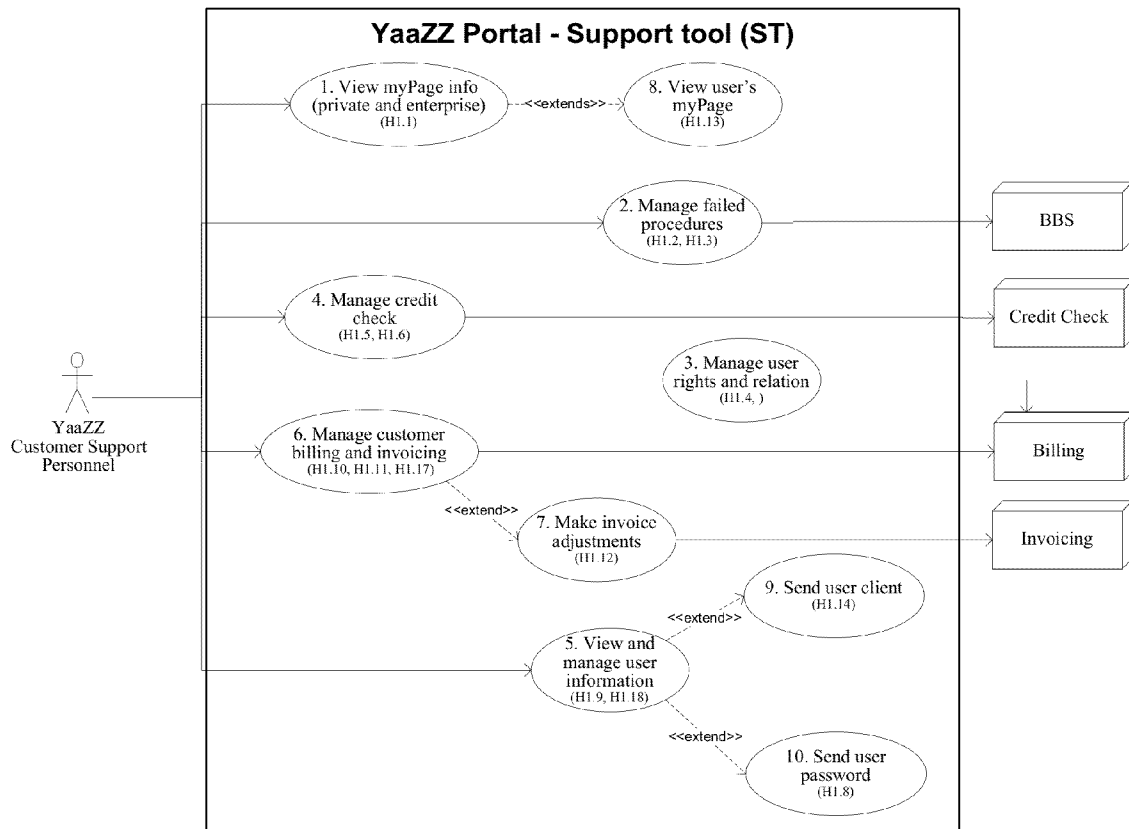 YaaZZ Portal - Support tool (ST)
1. View myPage info
(private and enterprise)
(H1.1)
<<extends>>
8. View user's
myPage
(H1.13)
2. Manage failed
procedures
(H1.2, H1.3)
BBS
4. Manage credit
check
(H1.5, H1.6)
Credit Check
3. Manage user
rights and relation
(H1.4, )
YaaZZ
Customer Support
Personnel
6. Manage customer
billing and invoicing
(H1.10, H1.11, H1.17)
Billing
<<extend>>
7. Make invoice
adjustments
(H1.12)
Invoicing
9. Send user client
(H1.14)
<<extend>>
5. View and
manage user
information
(H1.9, H1.18)
<<extend>>
10. Send user
password
(H1.8)